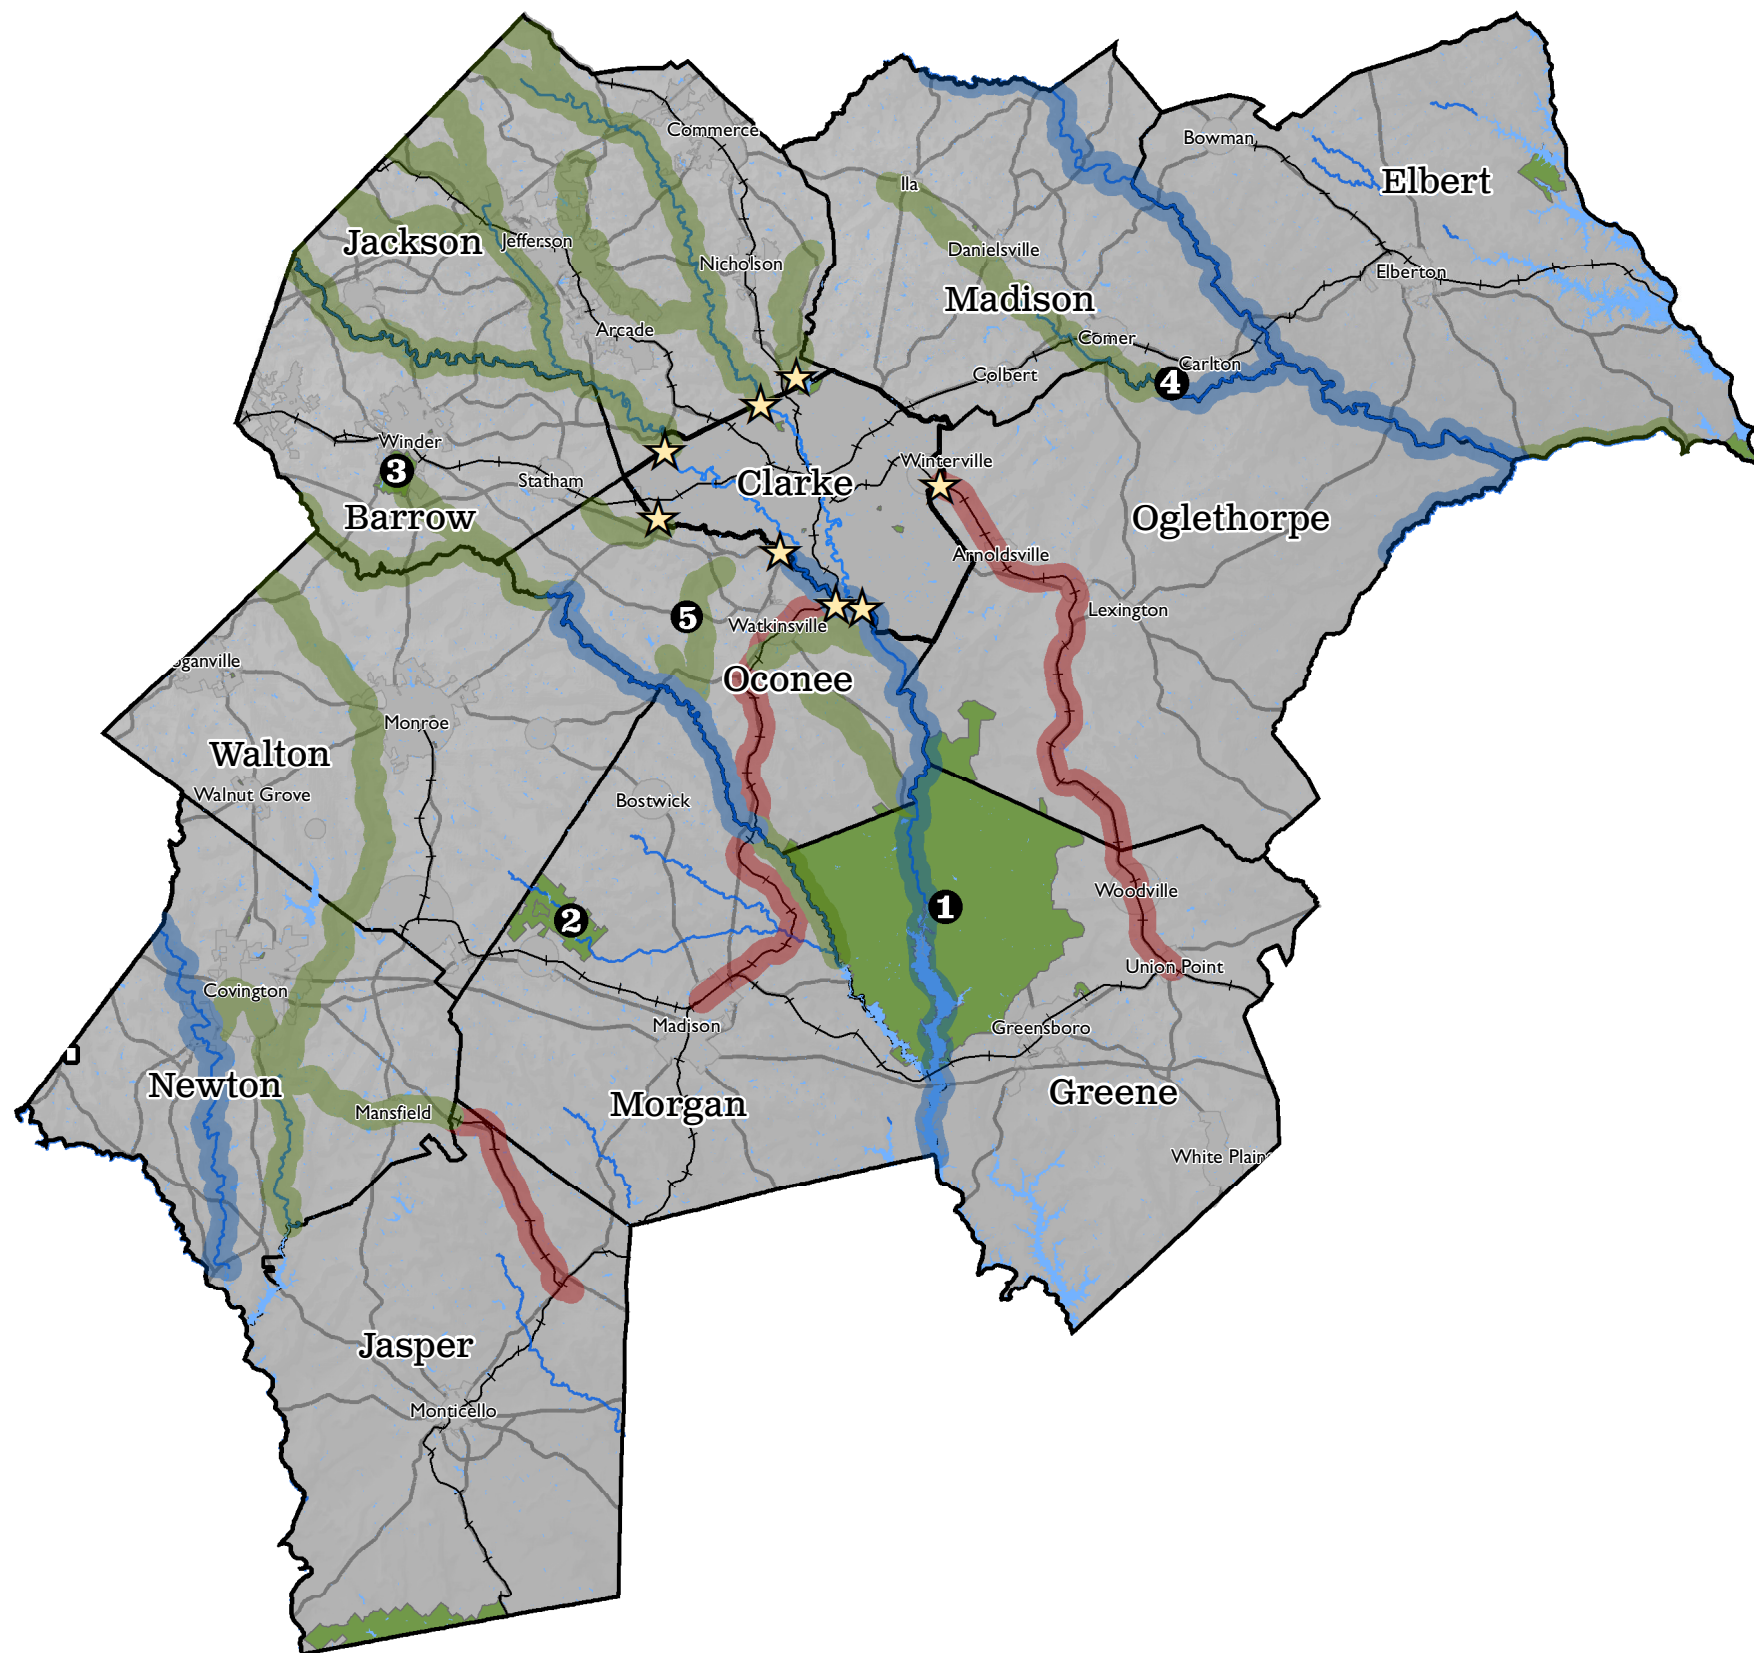 Commerce
Bowman
Elbert
Ila
Jackson
Jefferson
Danielsville
Nicholson
Elberton
Madison
Arcade
Comer
Carlton
Colbert
4
Winder
3
Winterville
Statham
Clarke
Barrow
Oglethorpe
Arnoldsville
5
Watkinsville
Lexington
oganville
Oconee
Monroe
Walton
Walnut Grove
Bostwick
Woodville
1
2
Union Point
Covington
Madison
Greensboro
Newton
Greene
Mansfield
Morgan
White Plain
Jasper
Monticello